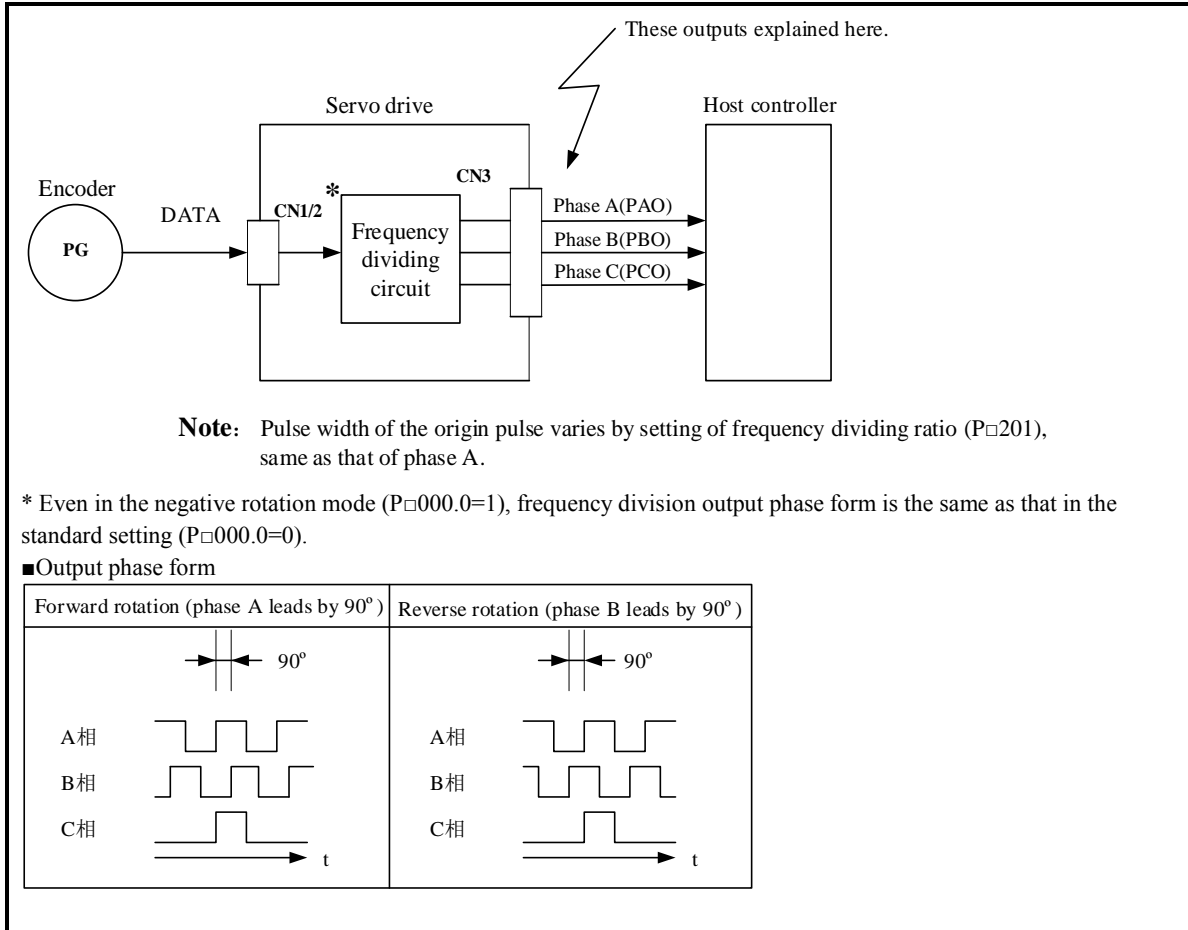 These outputs explained here.
Servo drive
Host controller
Encoder
PG
DATA
CN1/2
*
Frequency
dividing
circuit
CN3
Phase A(PAO)
Phase B(PBO)
Phase C(PCO)
Note： Pulse width of the origin pulse varies by setting of frequency dividing ratio (P□201),
same as that of phase A.
* Even in the negative rotation mode (P□000.0=1), frequency division output phase form is the same as that in the
standard setting (P□000.0=0).
■Output phase form
Forward rotation (phase A leads by 90°)
90°
A相
B相
C相
t
Reverse rotation (phase B leads by 90°)
90°
A相
B相
C相
t